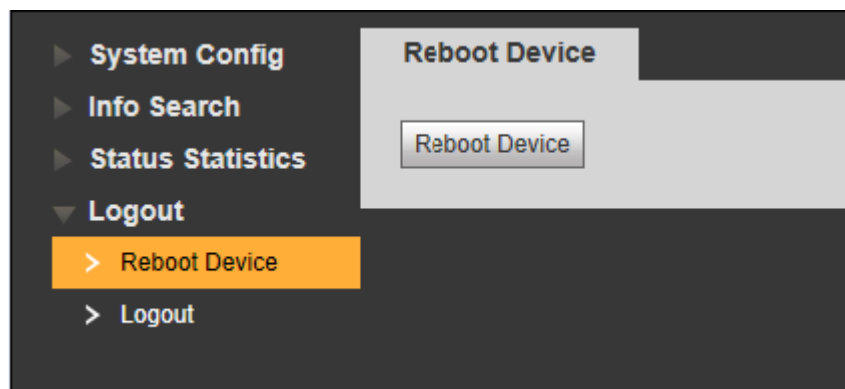 System Config
Info Search
Status Statistics
Logout
Reboot Device
Logout
Reboot Device
Reboot Device